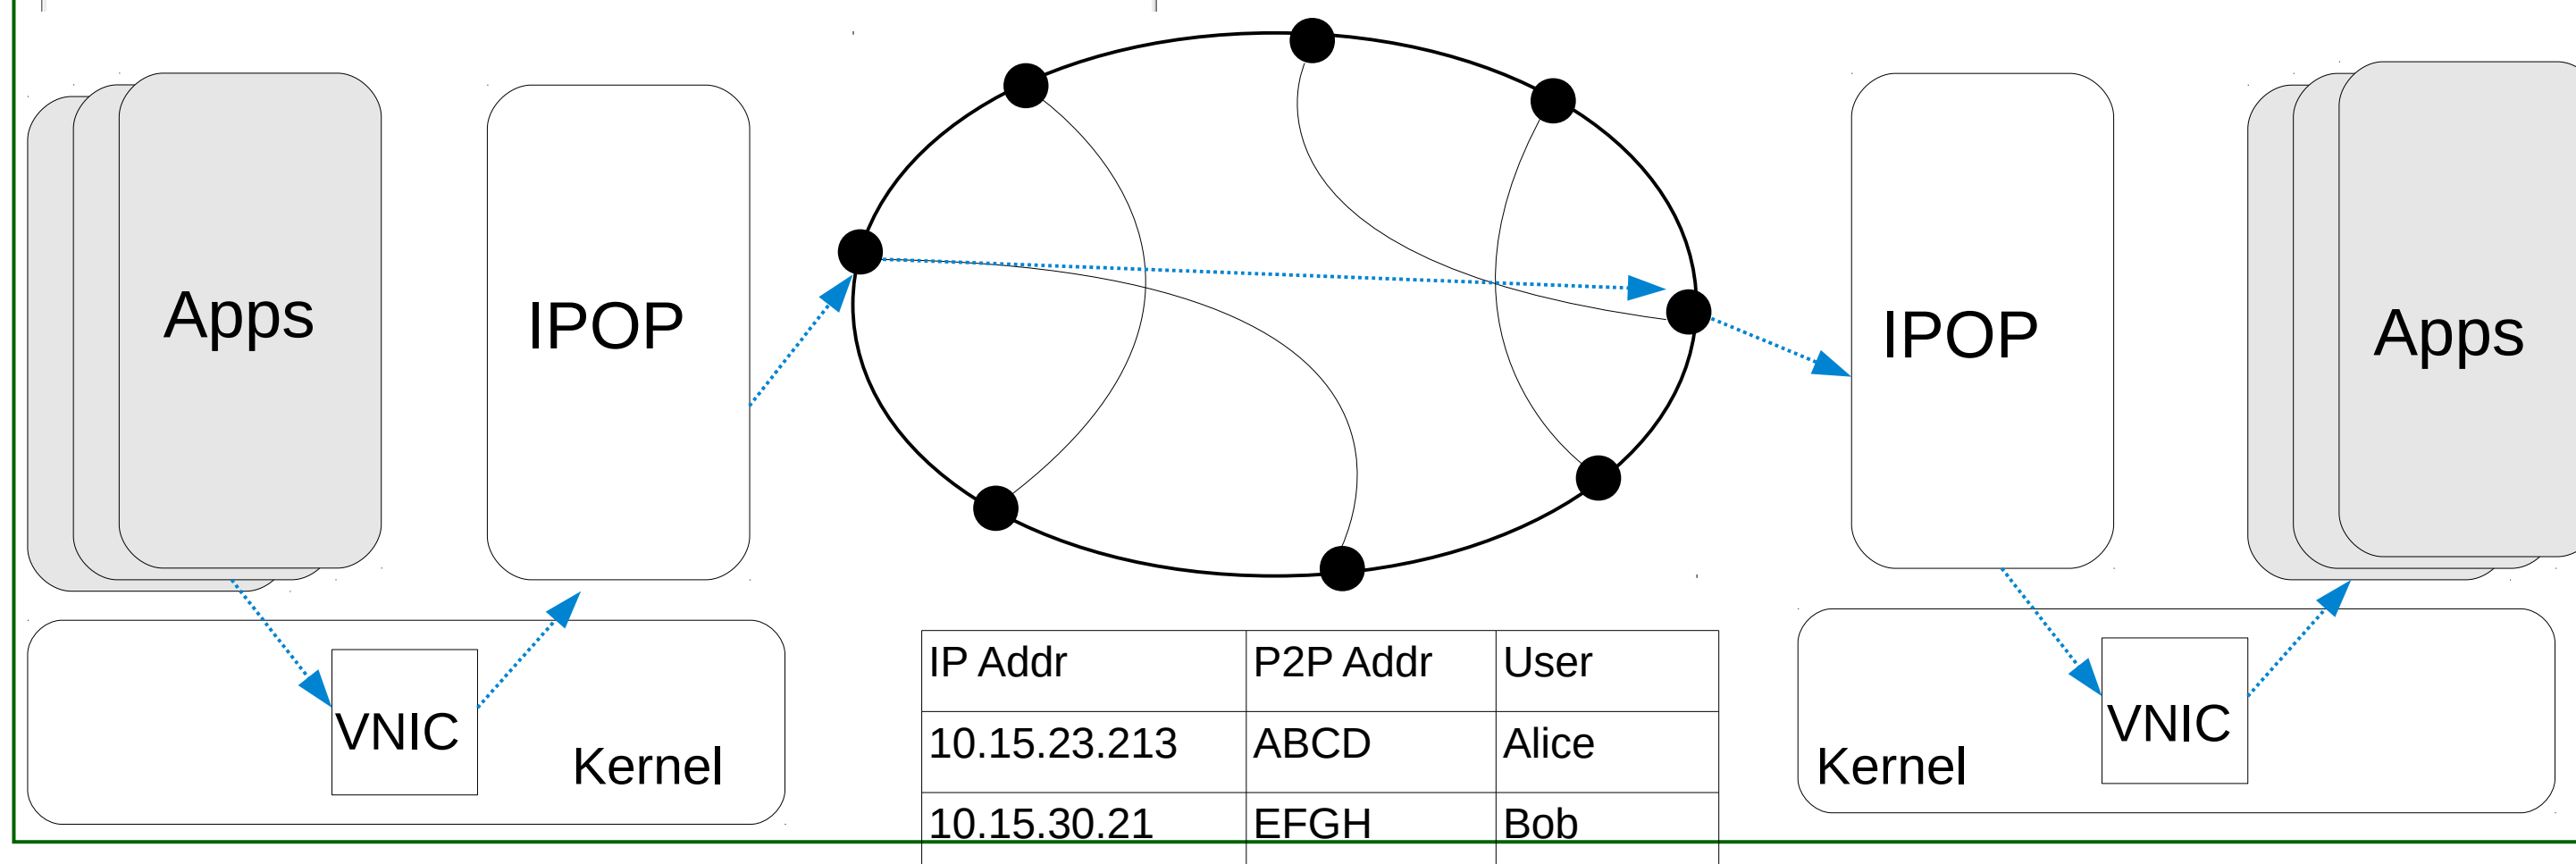 Apps
IPOP
IPOP
Apps
VNIC
Kernel
IP Addr P2P Addr User
10.15.23.213 ABCD Alice
10.15.30.21 EFGH Bob
Kernel
VNIC